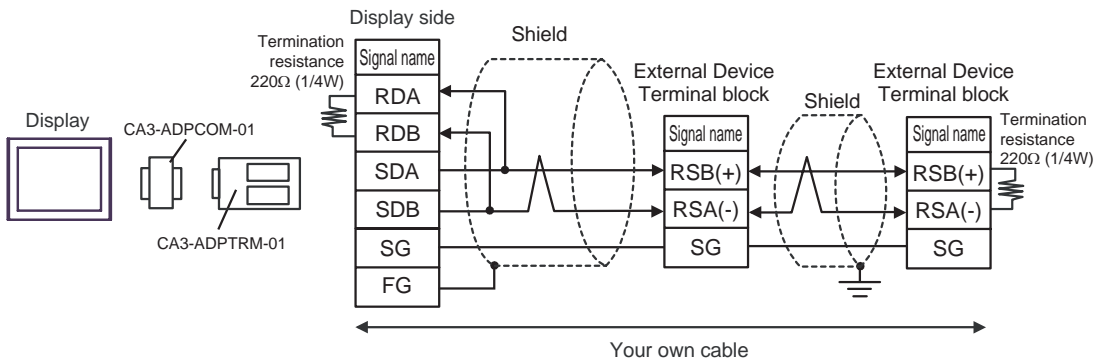 Display side
Termination
resistance
220Ω (1/4W)
Display
CA3-ADPCOM-01
CA3-ADPTRM-01
Signal name
RDA
RDB
SDA
SDB
SG
FG
Shield
External Device
Terminal block
Signal name
RSB(+)
RSA(-)
SG
Shield
External Device
Terminal block
Signal name
RSB(+)
RSA(-)
SG
Termination
resistance
220Ω (1/4W)
Your own cable